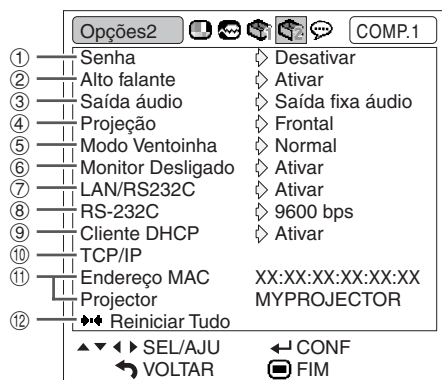 Opções2 COMP.1
① Senha Desativar
② Alto falante Ativar
③ Saída áudio Saída fixa áudio
④ Projeção Frontal
⑤ Modo Ventoinha Normal
⑥ Monitor Desligado Ativar
⑦ LAN/RS232C Ativar
⑧ RS-232C 9600 bps
⑨ Cliente DHCP Ativar
⑩ TCP/IP
⑪ Endereço MAC XX:XX:XX:XX:XX:XX
Projector MYPROJECTOR
⑫ Reiniciar Tudo
SEL/AJU CONF
VOLTAR FIM